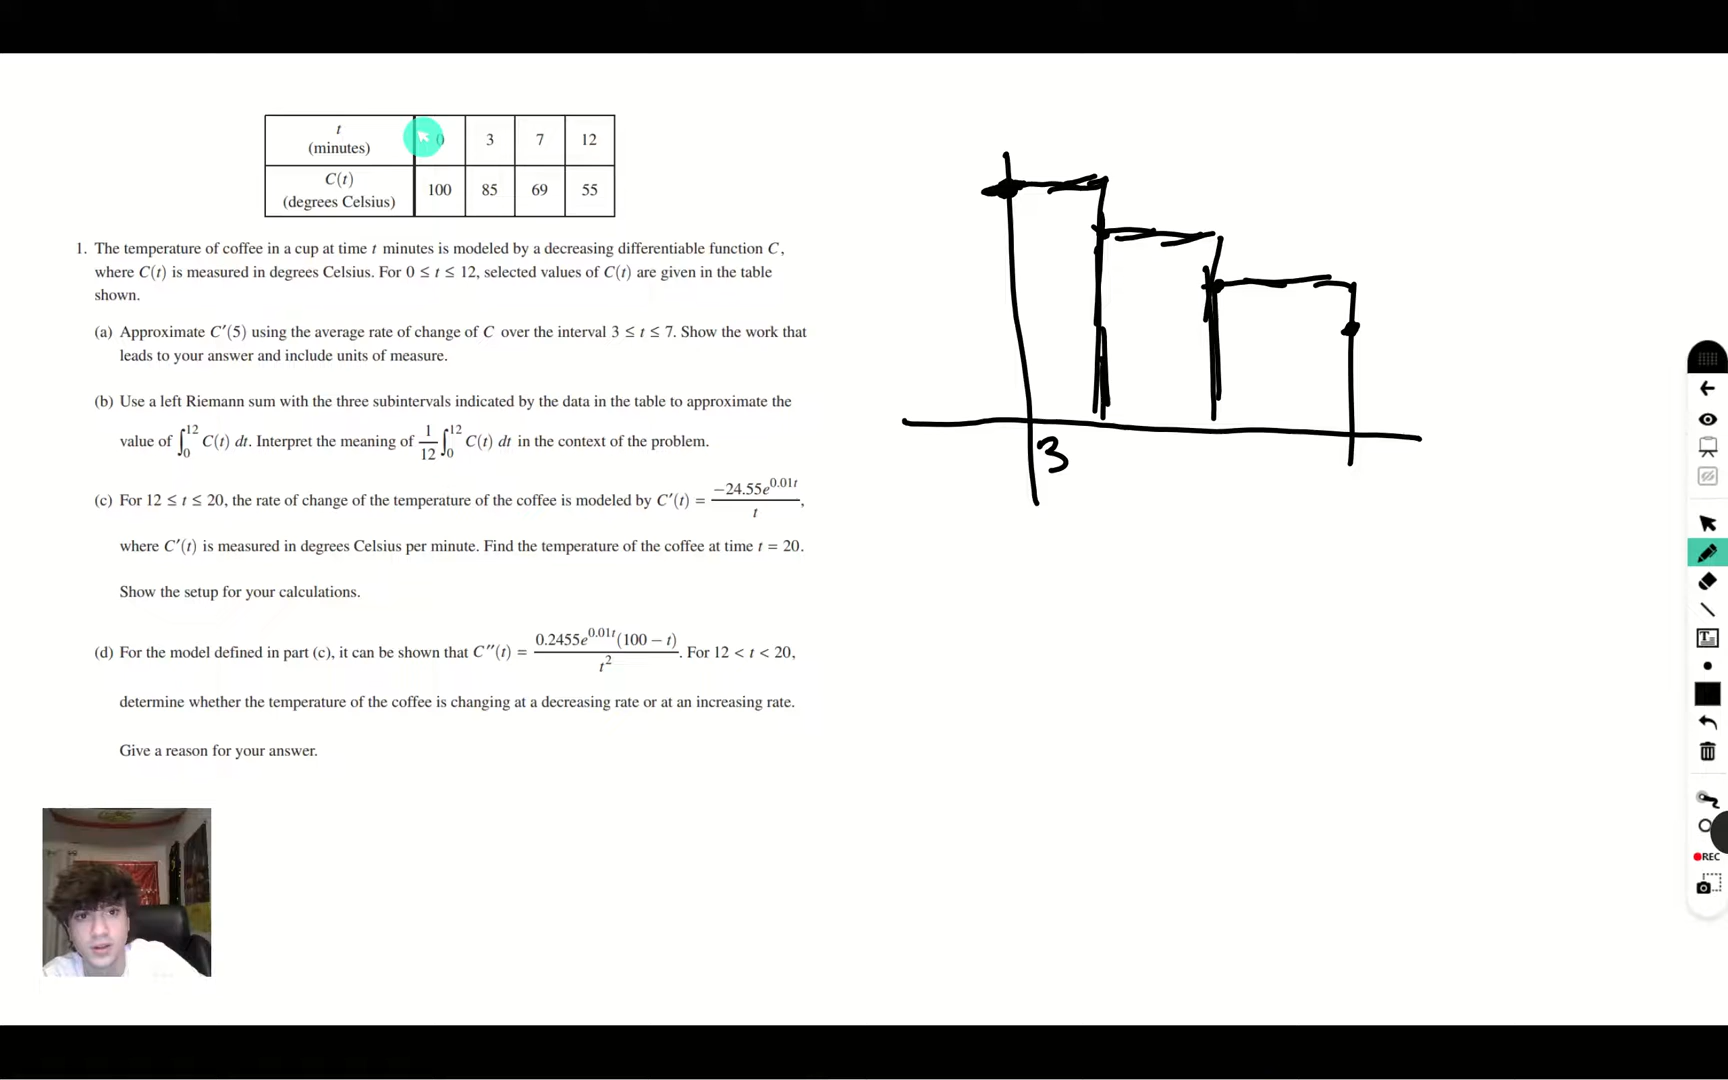 t (minutes) 0 3 7 12
C(t) (degrees Celsius) 100 85 69 55
1. The temperature of coffee in a cup at time t minutes is modeled by a decreasing differentiable function C,
where C(t) is measured in degrees Celsius. For 0 ≤ t ≤ 12, selected values of C(t) are given in the table
shown.
(a) Approximate C′(5) using the average rate of change of C over the interval 3 ≤ t ≤ 7. Show the work that
leads to your answer and include units of measure.
(b) Use a left Riemann sum with the three subintervals indicated by the data in the table to approximate the
value of ∫₀¹² C(t) dt. Interpret the meaning of 1/12 ∫₀¹² C(t) dt in the context of the problem.
(c) For 12 ≤ t ≤ 20, the rate of change of the temperature of the coffee is modeled by C′(t) = −24.55e^(0.01t) / t,
where C′(t) is measured in degrees Celsius per minute. Find the temperature of the coffee at time t = 20.
Show the setup for your calculations.
(d) For the model defined in part (c), it can be shown that C″(t) = 0.2455e^(0.01t)(100 − t) / t². For 12 < t < 20,
determine whether the temperature of the coffee is changing at a decreasing rate or at an increasing rate.
Give a reason for your answer.
3
REC